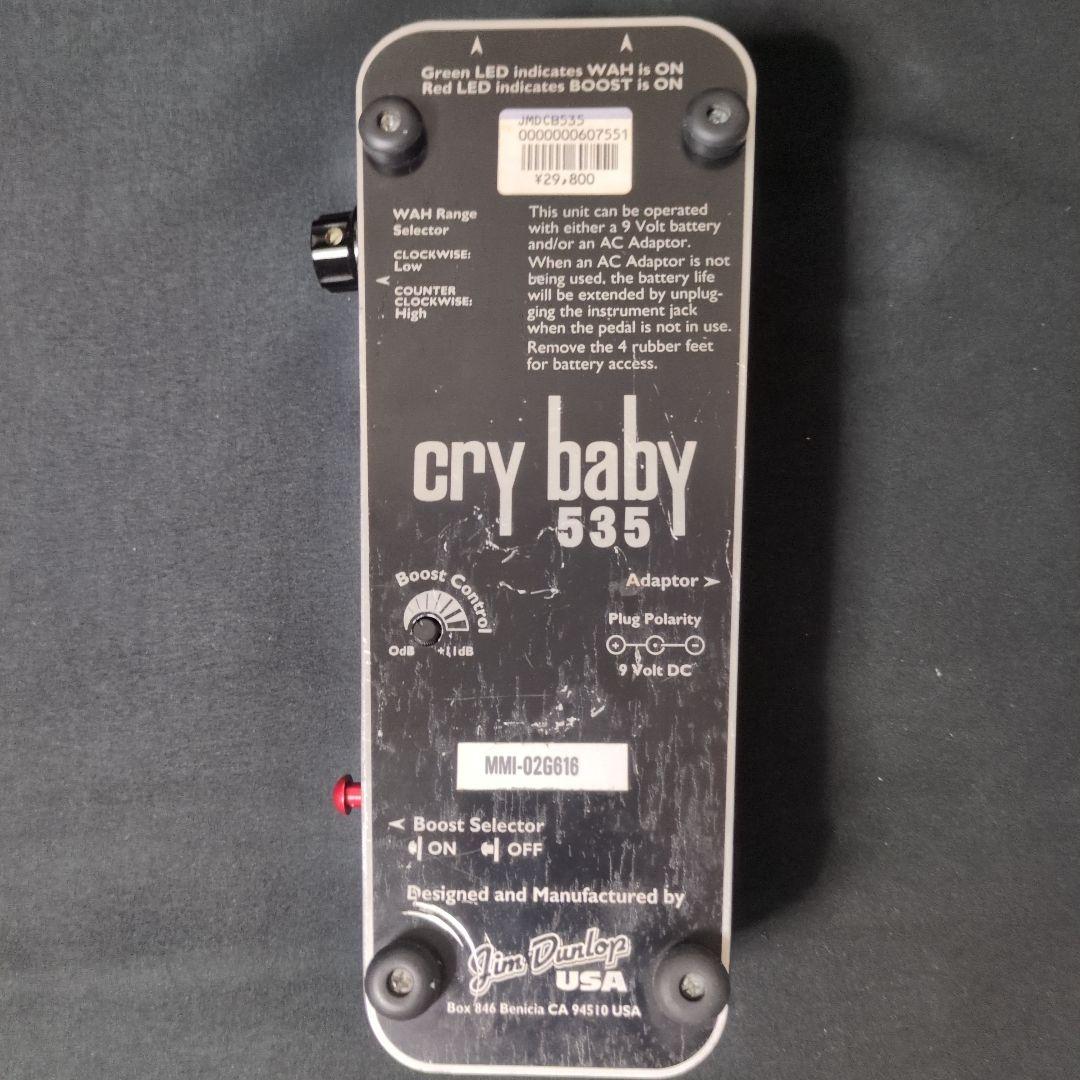 Green LED indicates WAH is ON
Red LED indicates BOOST is ON
JMDCB535
0000000607551
¥29,800
WAH Range
Selector
CLOCKWISE:
Low
COUNTER
CLOCKWISE:
High
This unit can be operated
with either a 9 Volt battery
and/or an AC Adaptor.
When an AC Adaptor is not
being used, the battery life
will be extended by unplug-
ging the instrument jack
when the pedal is not in use.
Remove the 4 rubber feet
for battery access.
cry baby
535
Boost Control
0dB +11dB
Adaptor >
Plug Polarity
+ -
9 Volt DC
MMI-02G616
Boost Selector
ON OFF
Designed and Manufactured by
Jim Dunlop
USA
Box 846 Benicia CA 94510 USA